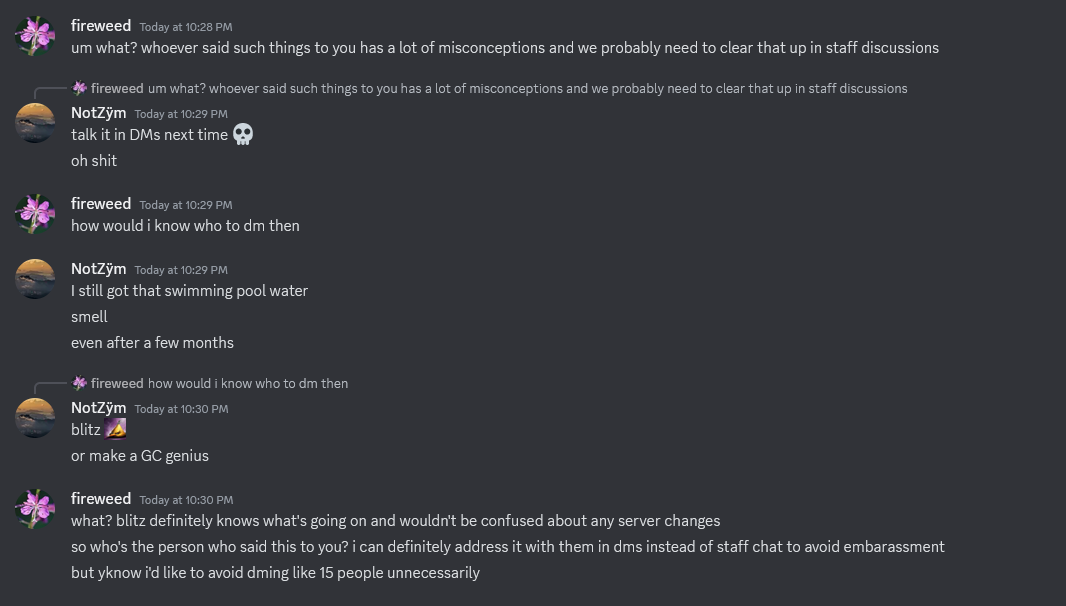 fireweed Today at 10:28 PM
um what? whoever said such things to you has a lot of misconceptions and we probably need to clear that up in staff discussions
fireweed um what? whoever said such things to you has a lot of misconceptions and we probably need to clear that up in staff discussions
NotZÿm Today at 10:29 PM
talk it in DMs next time 💀
oh shit
fireweed Today at 10:29 PM
how would i know who to dm then
NotZÿm Today at 10:29 PM
I still got that swimming pool water
smell
even after a few months
fireweed how would i know who to dm then
NotZÿm Today at 10:30 PM
blitz
or make a GC genius
fireweed Today at 10:30 PM
what? blitz definitely knows what's going on and wouldn't be confused about any server changes
so who's the person who said this to you? i can definitely address it with them in dms instead of staff chat to avoid embarassment
but yknow i'd like to avoid dming like 15 people unnecessarily